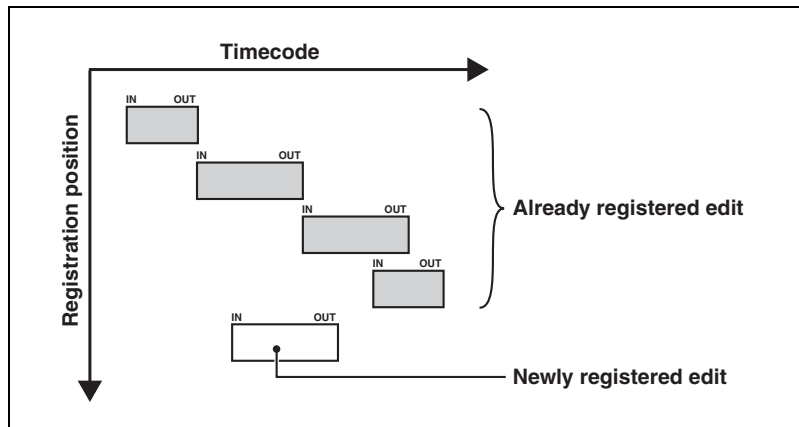 Timecode
Registration position
IN OUT
IN OUT
IN OUT
Already registered edit
IN OUT
IN OUT
Newly registered edit